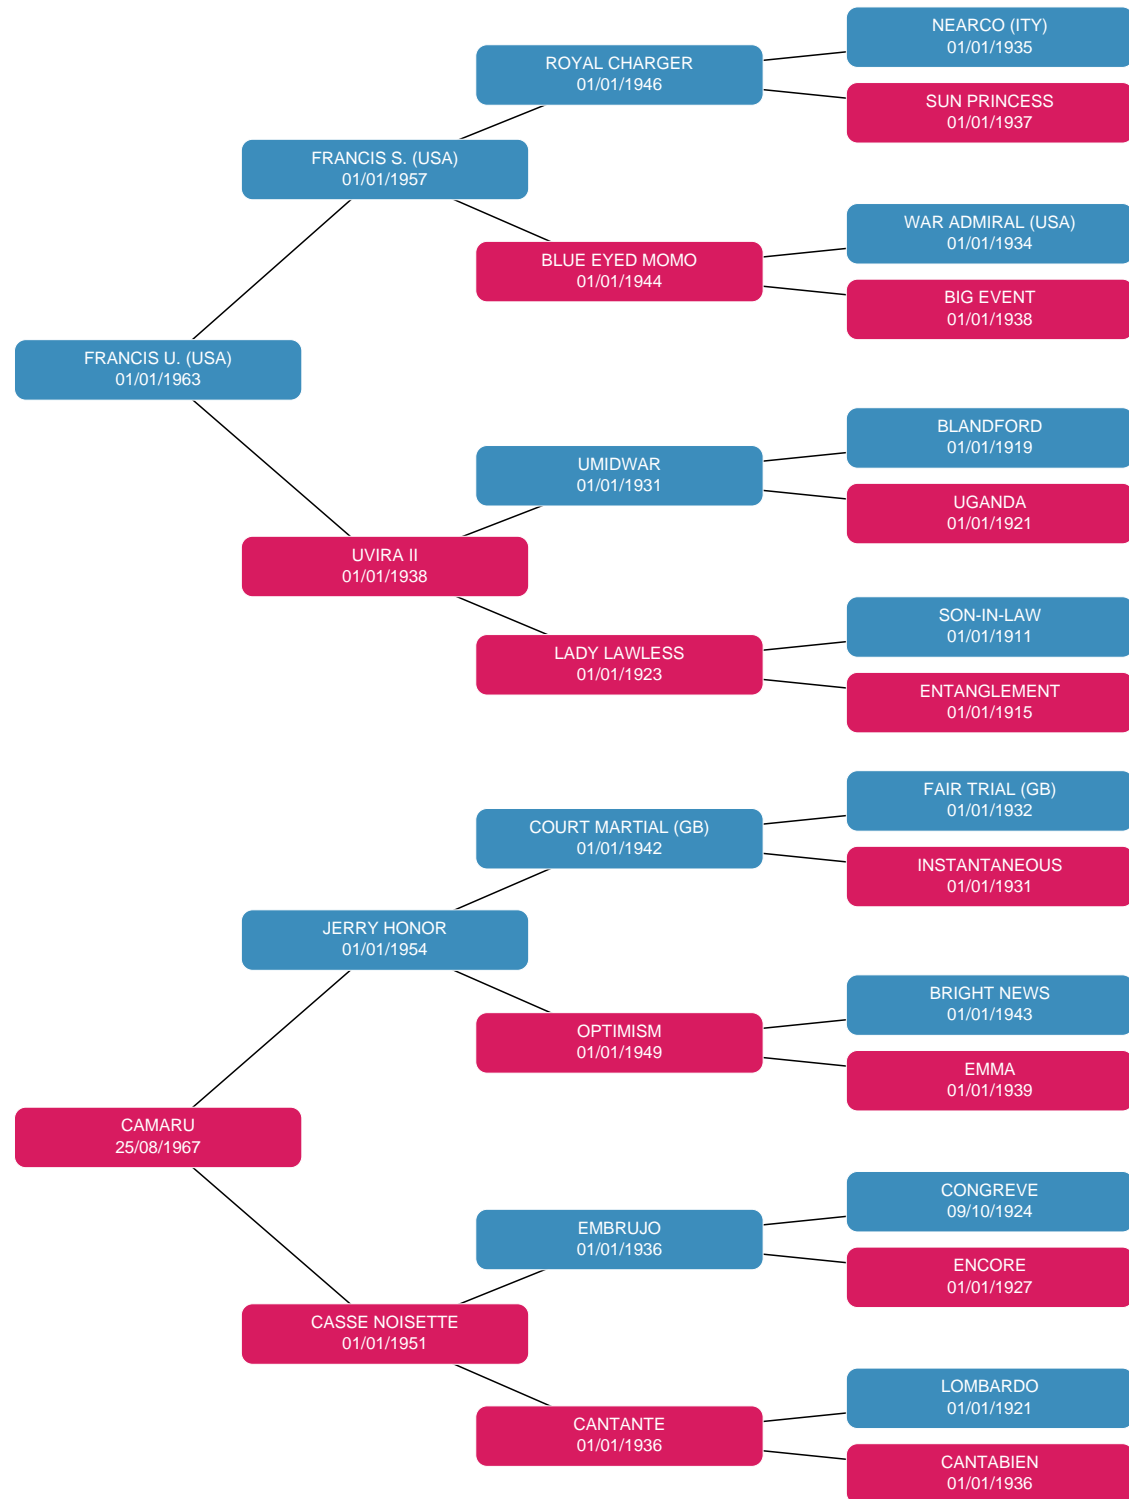 NEARCO (ITY)
01/01/1935
ROYAL CHARGER
01/01/1946
SUN PRINCESS
01/01/1937
FRANCIS S. (USA)
01/01/1957
WAR ADMIRAL (USA)
01/01/1934
BLUE EYED MOMO
01/01/1944
BIG EVENT
01/01/1938
FRANCIS U. (USA)
01/01/1963
BLANDFORD
01/01/1919
UMIDWAR
01/01/1931
UGANDA
01/01/1921
UVIRA II
01/01/1938
SON-IN-LAW
01/01/1911
LADY LAWLESS
01/01/1923
ENTANGLEMENT
01/01/1915
FAIR TRIAL (GB)
01/01/1932
COURT MARTIAL (GB)
01/01/1942
INSTANTANEOUS
01/01/1931
JERRY HONOR
01/01/1954
BRIGHT NEWS
01/01/1943
OPTIMISM
01/01/1949
EMMA
01/01/1939
CAMARU
25/08/1967
CONGREVE
09/10/1924
EMBRUJO
01/01/1936
ENCORE
01/01/1927
CASSE NOISETTE
01/01/1951
LOMBARDO
01/01/1921
CANTANTE
01/01/1936
CANTABIEN
01/01/1936